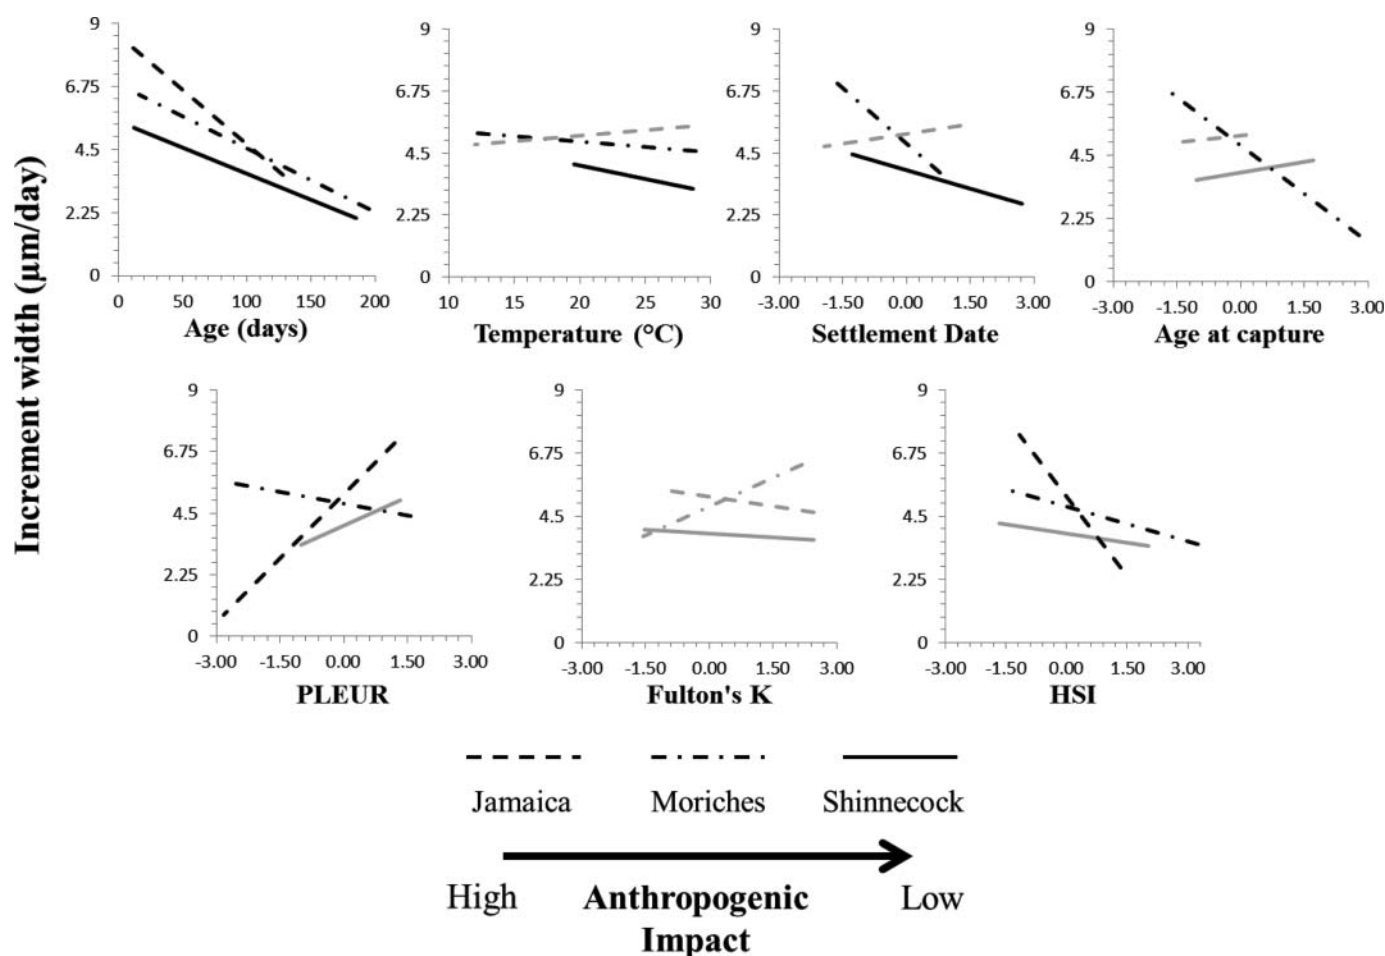 Increment width (µm/day)
9
6.75
4.5
2.25
0
0 50 100 150 200
Age (days)
9
6.75
4.5
2.25
0
10 15 20 25 30
Temperature (°C)
9
6.75
4.5
2.25
0
-3.00 -1.50 0.00 1.50 3.00
Settlement Date
9
6.75
4.5
2.25
0
-3.00 -1.50 0.00 1.50 3.00
Age at capture
9
6.75
4.5
2.25
0
-3.00 -1.50 0.00 1.50 3.00
PLEUR
9
6.75
4.5
2.25
0
-3.00 -1.50 0.00 1.50 3.00
Fulton's K
9
6.75
4.5
2.25
0
-3.00 -1.50 0.00 1.50 3.00
HSI
Jamaica Moriches Shinnecock
High Anthropogenic Low
Impact